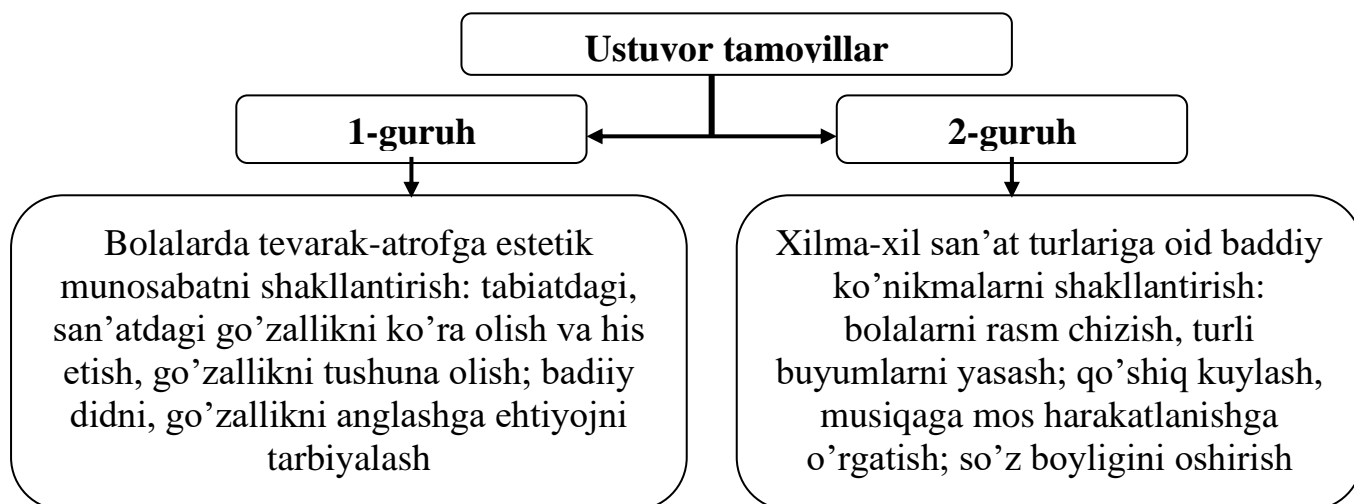 Ustuvor tamovillar
1-guruh
2-guruh
Bolalarda tevarak-atrofga estetik
munosabatni shakllantirish: tabiatdagi,
san’atdagi go’zallikni ko’ra olish va his
etish, go’zallikni tushuna olish; badiiy
didni, go’zallikni anglashga ehtiyojni
tarbiyalash
Xilma-xil san’at turlariga oid baddiy
ko’nikmalarni shakllantirish:
bolalarni rasm chizish, turli
buyumlarni yasash; qo’shiq kuylash,
musiqaga mos harakatlanishga
o’rgatish; so’z boyligini oshirish